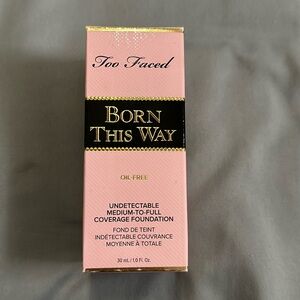 Too Faced
BORN
THIS WAY
OIL-FREE
UNDETECTABLE
MEDIUM-TO-FULL
COVERAGE FOUNDATION
FOND DE TEINT
INDÉTECTABLE COUVRANCE
MOYENNE À TOTALE
30 mL / 1.0 Fl. Oz.